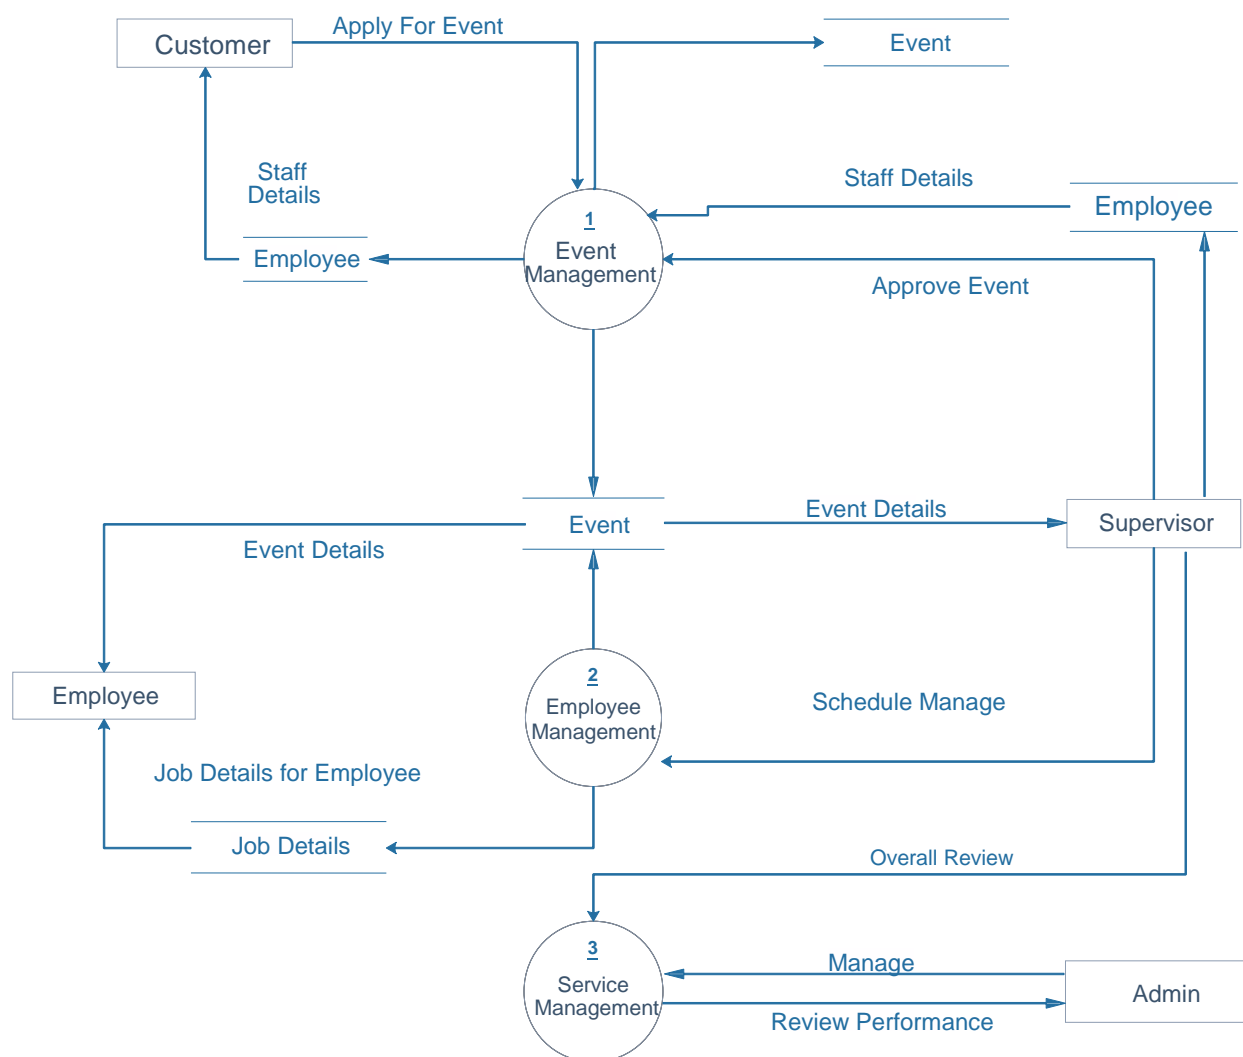 Apply For Event
Customer
Event
Staff
Details
Staff Details
Employee
1
Event
Management
Employee
Approve Event
Event Details
Event
Supervisor
Event Details
2
Employee
Management
Employee
Schedule Manage
Job Details for Employee
Job Details
Overall Review
3
Service
Management
Manage
Admin
Review Performance